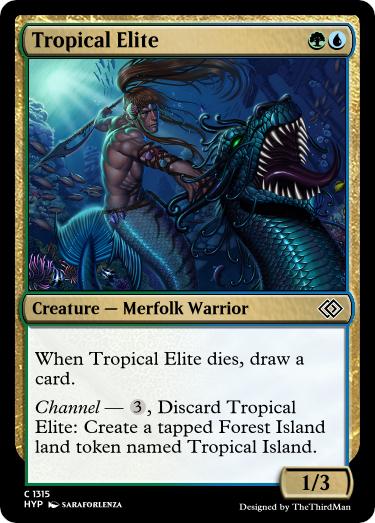 Tropical Elite
Creature — Merfolk Warrior
When Tropical Elite dies, draw a
card.
Channel — 3, Discard Tropical
Elite: Create a tapped Forest Island
land token named Tropical Island.
1/3
C 1315
HYP SARAFORLENZA
Designed by TheThirdMan